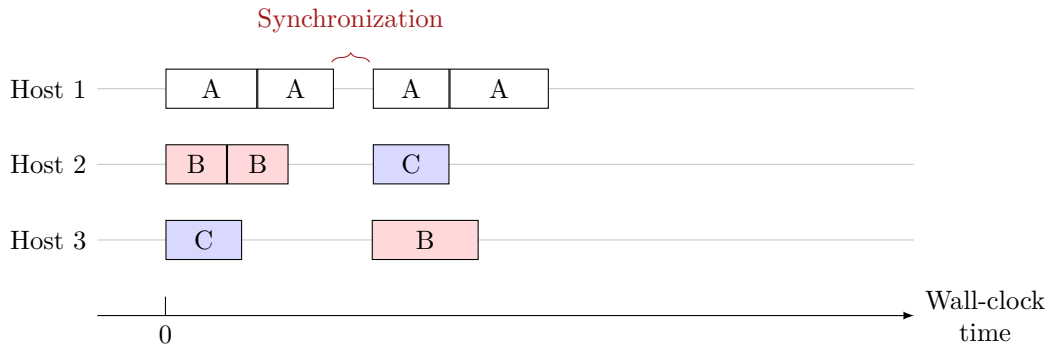 Synchronization
Host 1 A A A A
Host 2 B B C
Host 3 C B
0
Wall-clock
time